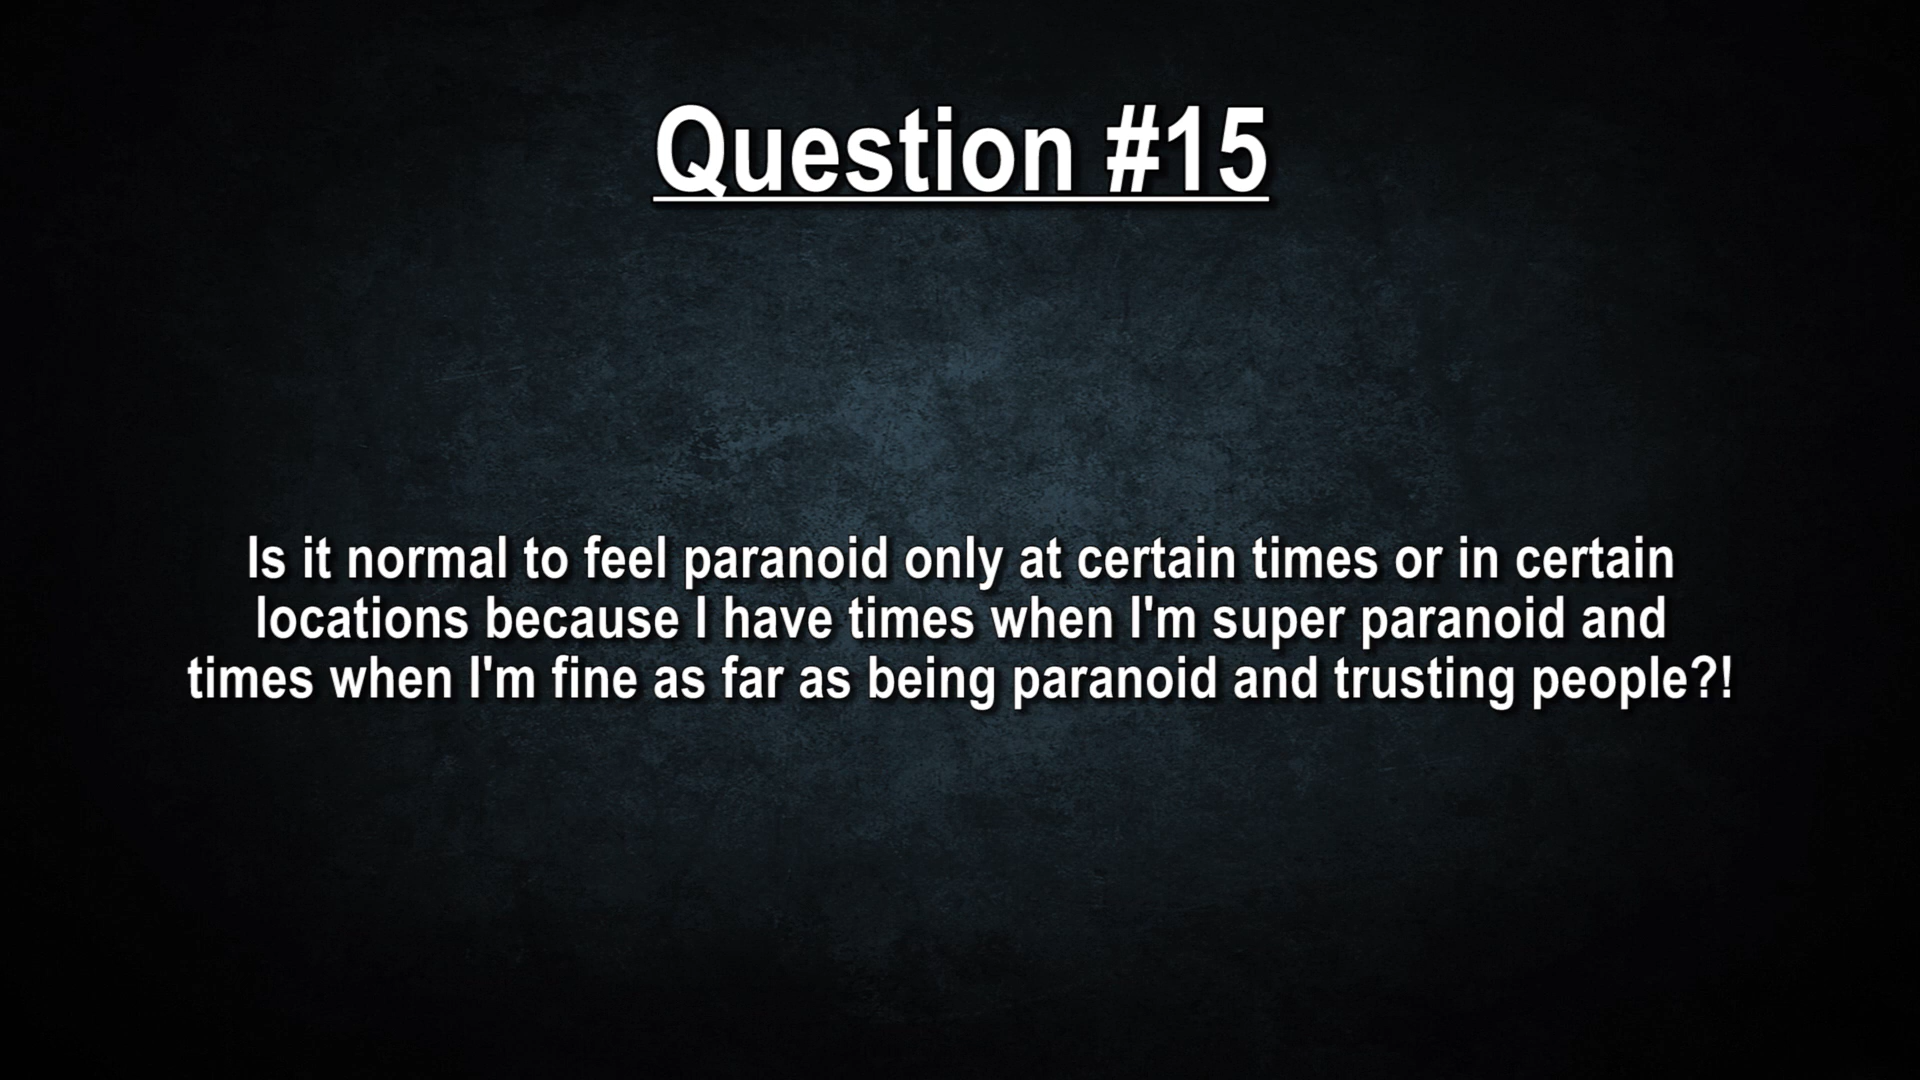 Question #15
Is it normal to feel paranoid only at certain times or in certain
locations because I have times when I'm super paranoid and
times when I'm fine as far as being paranoid and trusting people?!